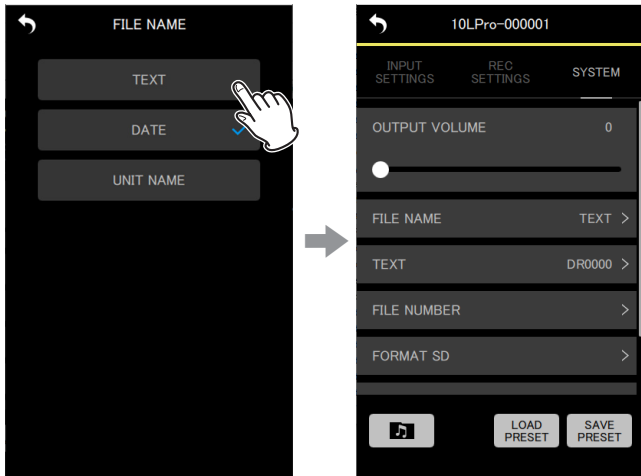 FILE NAME
TEXT
DATE
UNIT NAME
10LPro-000001
INPUT
SETTINGS
REC
SETTINGS
SYSTEM
OUTPUT VOLUME 0
FILE NAME TEXT >
TEXT DR0000 >
FILE NUMBER >
FORMAT SD >
LOAD
PRESET
SAVE
PRESET